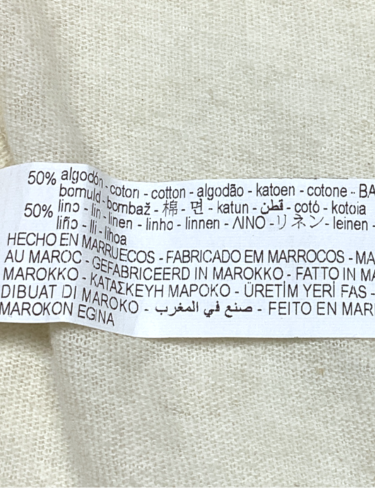 50% algodón - coton - cotton - algodão - katoen - cotone - BA
bomuld - bombaž - 棉 - 면 - katun - قطن - cotó - kotoia
50% lino - lin - linen - linho - linnen - ΛΙΝΟ - リネン - leinen -
liño - lli - lihoa
HECHO EN MARRUECOS - FABRICADO EM MARROCOS - MA
AU MAROC - GEFABRICEERD IN MAROKKO - FATTO IN MA
MAROKKO - ΚΑΤΑΣΚΕΥΗ ΜΑΡΟΚΟ - ÜRETİM YERİ FAS -
DIBUAT DI MAROKO - صنع في المغرب - FEITO EN MAR
MAROKON EGINA